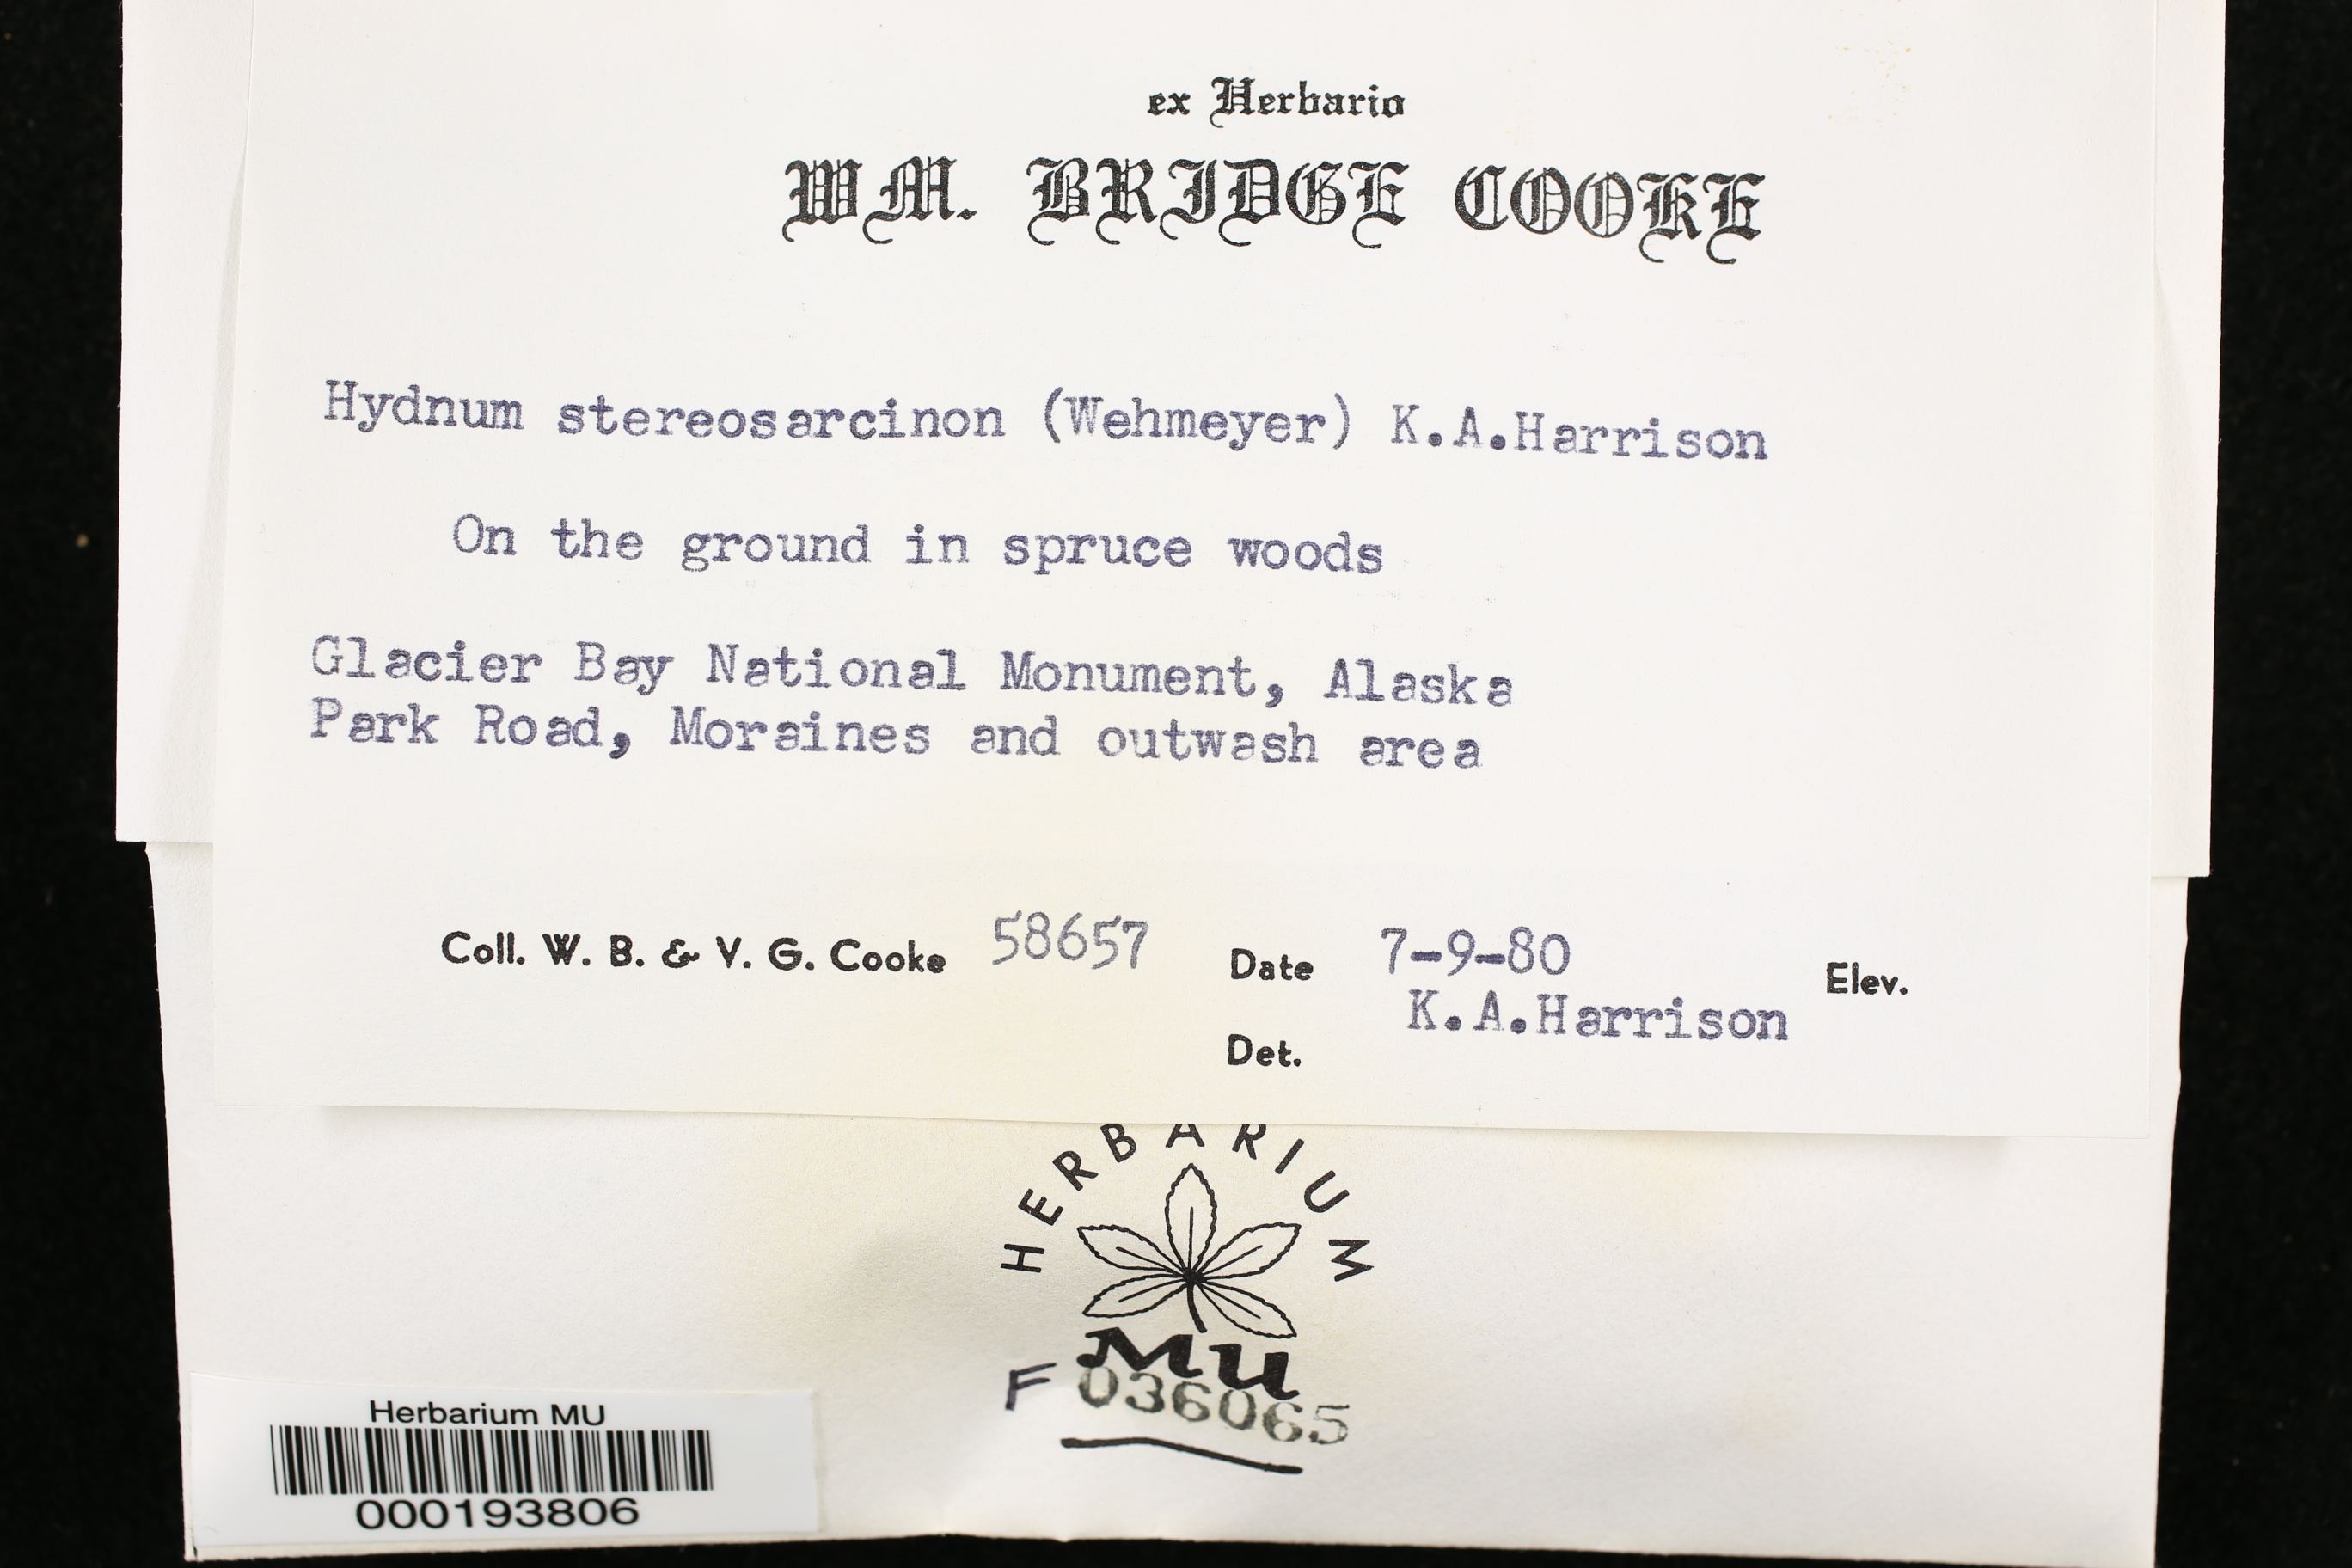 ex Herbario
WM. BRIDGE COOKE
Hydnum stereosarcinon (Wehmeyer) K.A.Harrison
On the ground in spruce woods
Glacier Bay National Monument, Alaska
Park Road, Moraines and outwash area
Coll. W. B. & V. G. Cooke 58657 Date 7-9-80 Elev.
Det. K.A.Harrison
HERBARIUM
MU
F 036065
Herbarium MU
000193806